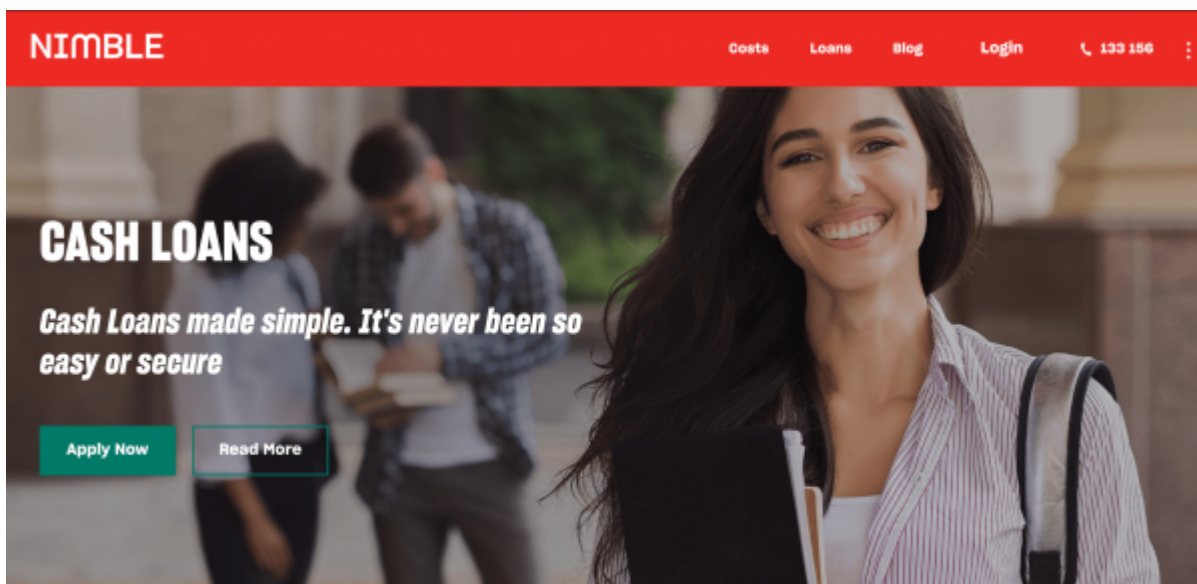 NIMBLE
Costs Loans Blog Login 133 156
CASH LOANS
Cash Loans made simple. It's never been so
easy or secure
Apply Now Read More